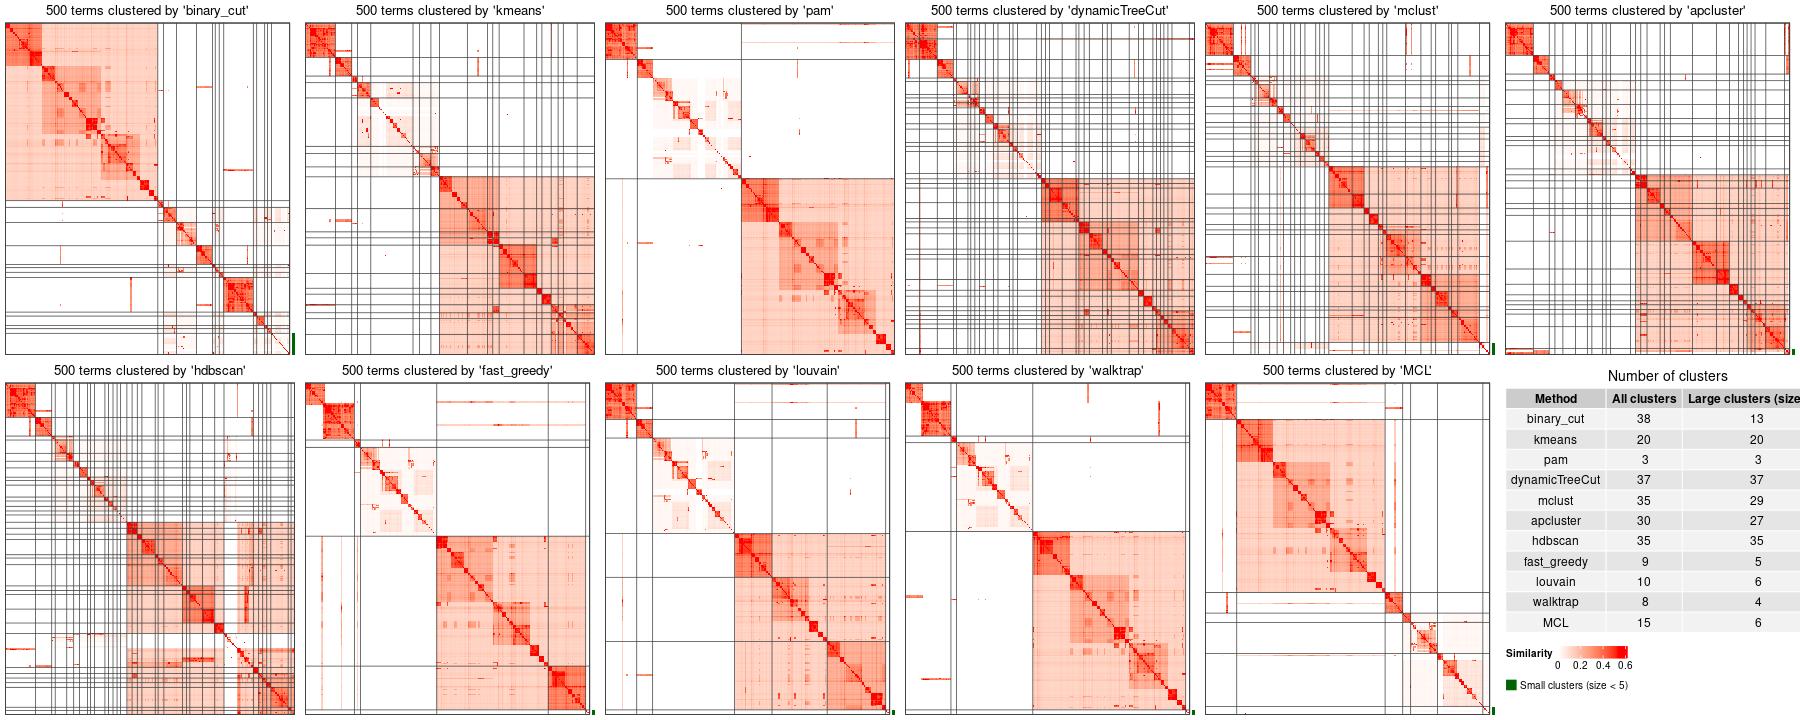 500 terms clustered by 'binary_cut'
500 terms clustered by 'kmeans'
500 terms clustered by 'pam'
500 terms clustered by 'dynamicTreeCut'
500 terms clustered by 'mclust'
500 terms clustered by 'apcluster'
500 terms clustered by 'hdbscan'
500 terms clustered by 'fast_greedy'
500 terms clustered by 'louvain'
500 terms clustered by 'walktrap'
500 terms clustered by 'MCL'
Number of clusters
Method All clusters Large clusters (size
binary_cut 38 13
kmeans 20 20
pam 3 3
dynamicTreeCut 37 37
mclust 35 29
apcluster 30 27
hdbscan 35 35
fast_greedy 9 5
louvain 10 6
walktrap 8 4
MCL 15 6
Similarity
0 0.2 0.4 0.6
Small clusters (size < 5)